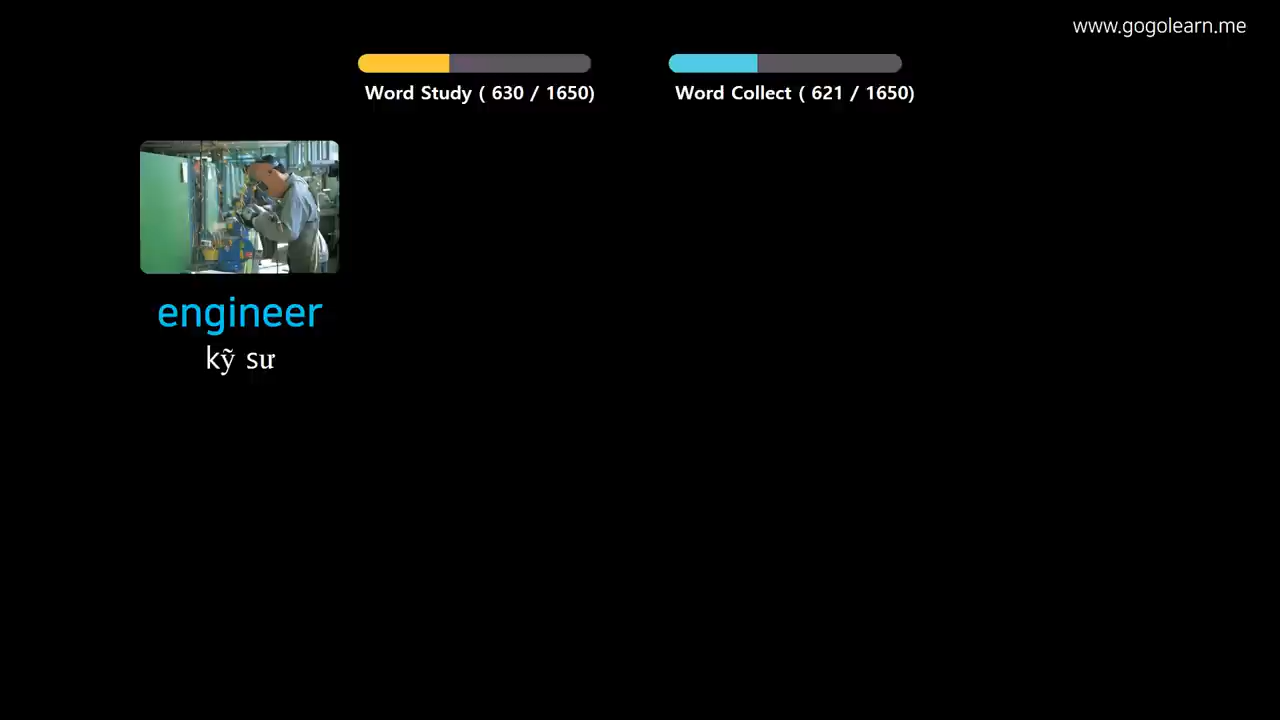 www.gogolearn.me
Word Study ( 630 / 1650)
Word Collect ( 621 / 1650)
engineer
kỹ sư